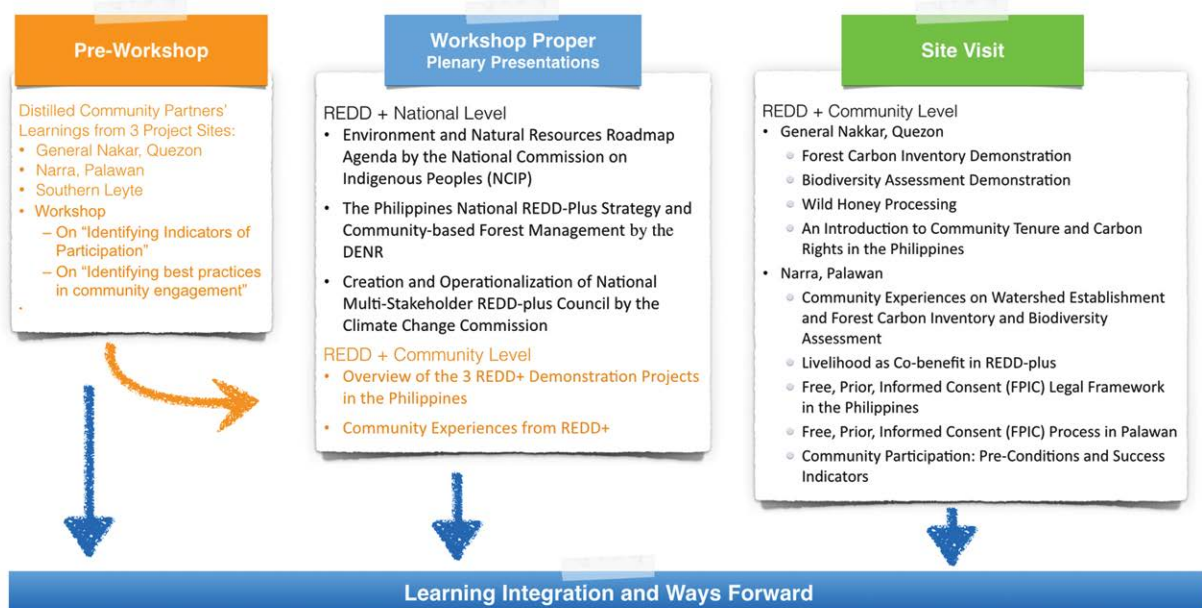 Pre-Workshop
Distilled Community Partners'
Learnings from 3 Project Sites:
• General Nakar, Quezon
• Narra, Palawan
• Southern Leyte
• Workshop
– On "Identifying Indicators of
Participation"
– On "Identifying best practices
in community engagement"
Workshop Proper
Plenary Presentations
REDD + National Level
• Environment and Natural Resources Roadmap
Agenda by the National Commission on
Indigenous Peoples (NCIP)
• The Philippines National REDD-Plus Strategy and
Community-based Forest Management by the
DENR
• Creation and Operationalization of National
Multi-Stakeholder REDD-plus Council by the
Climate Change Commission
REDD + Community Level
• Overview of the 3 REDD+ Demonstration Projects
in the Philippines
• Community Experiences from REDD+
Site Visit
REDD + Community Level
• General Nakkar, Quezon
Forest Carbon Inventory Demonstration
Biodiversity Assessment Demonstration
Wild Honey Processing
An Introduction to Community Tenure and Carbon
Rights in the Philippines
• Narra, Palawan
Community Experiences on Watershed Establishment
and Forest Carbon Inventory and Biodiversity
Assessment
Livelihood as Co-benefit in REDD-plus
Free, Prior, Informed Consent (FPIC) Legal Framework
in the Philippines
Free, Prior, Informed Consent (FPIC) Process in Palawan
Community Participation: Pre-Conditions and Success
Indicators
Learning Integration and Ways Forward